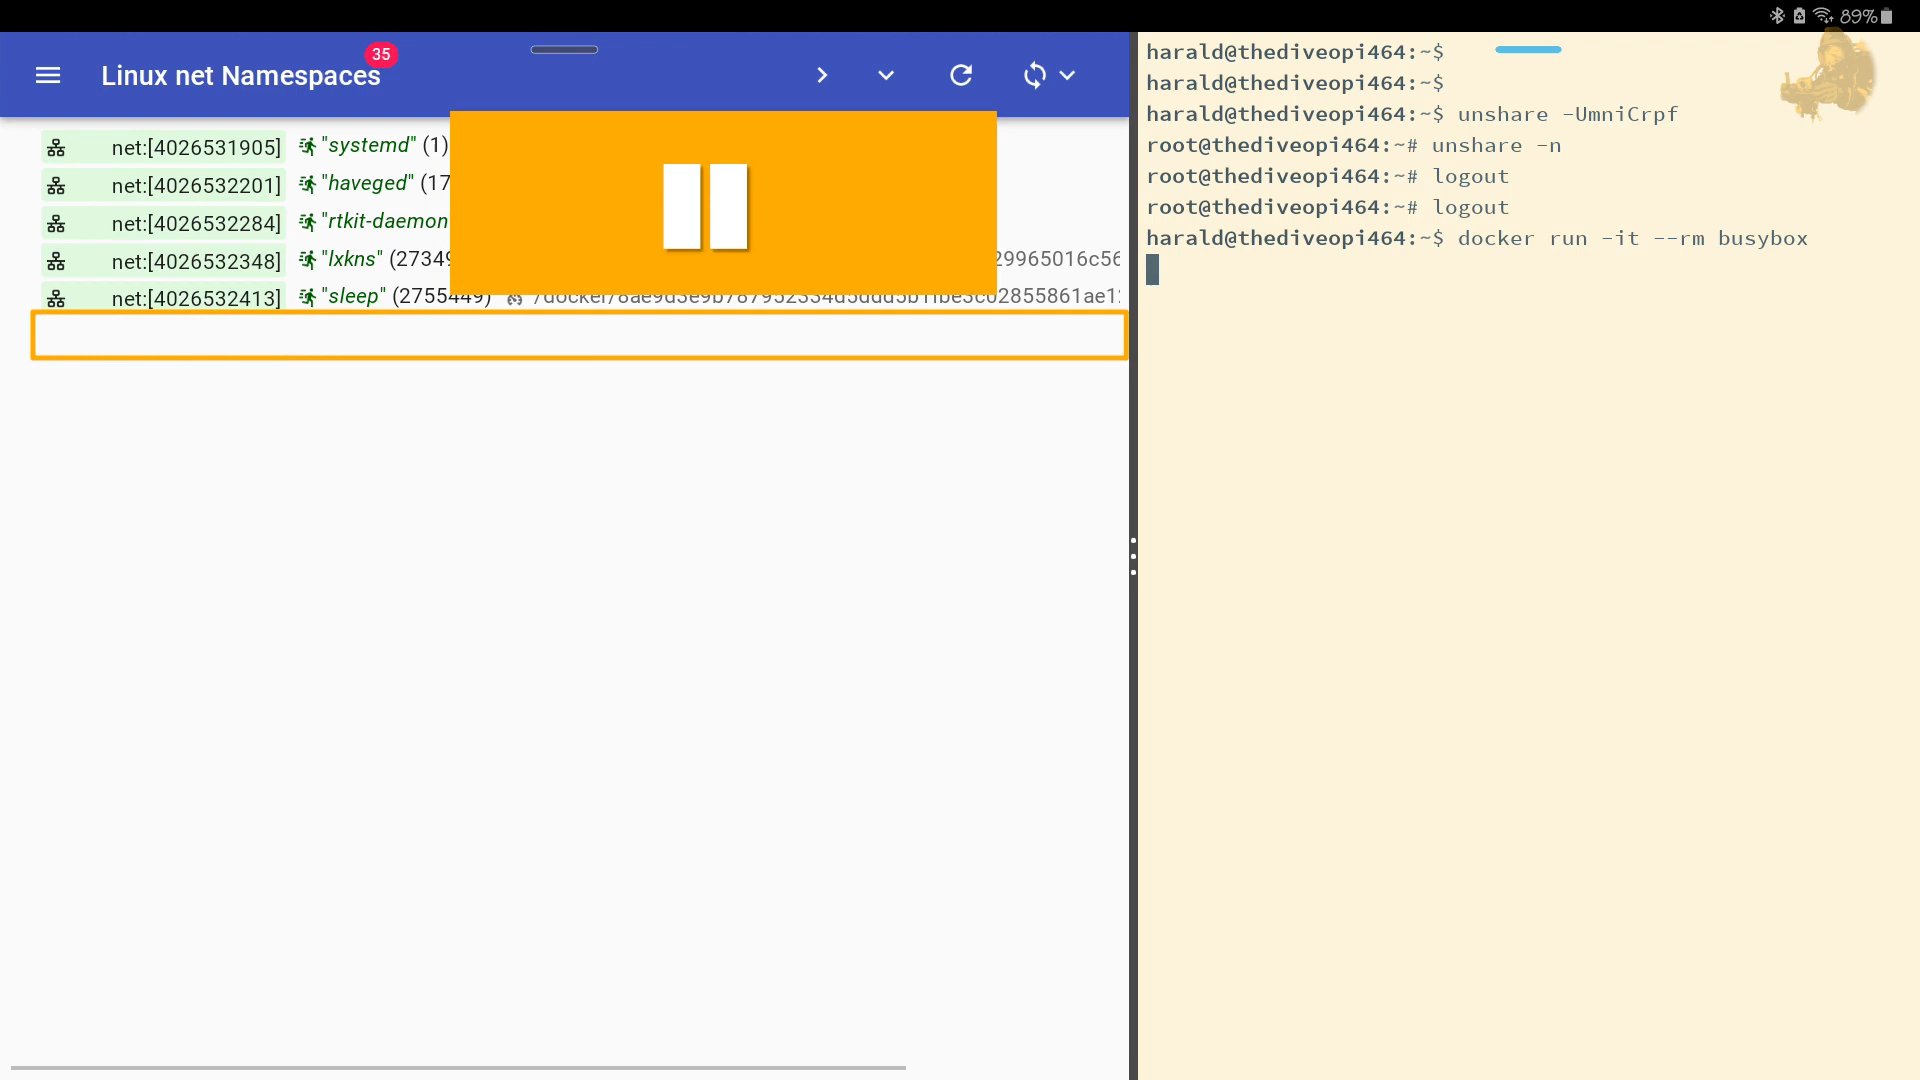 89%
Linux net Namespaces
35
net:[4026531905] "systemd" (1)
net:[4026532201] "haveged" (17
net:[4026532284] "rtkit-daemon
net:[4026532348] "lxkns" (27349 29965016c56
net:[4026532413] "sleep" (2755449)
harald@thediveopi464:~$
harald@thediveopi464:~$
harald@thediveopi464:~$ unshare -UmniCrpf
root@thediveopi464:~# unshare -n
root@thediveopi464:~# logout
root@thediveopi464:~# logout
harald@thediveopi464:~$ docker run -it --rm busybox